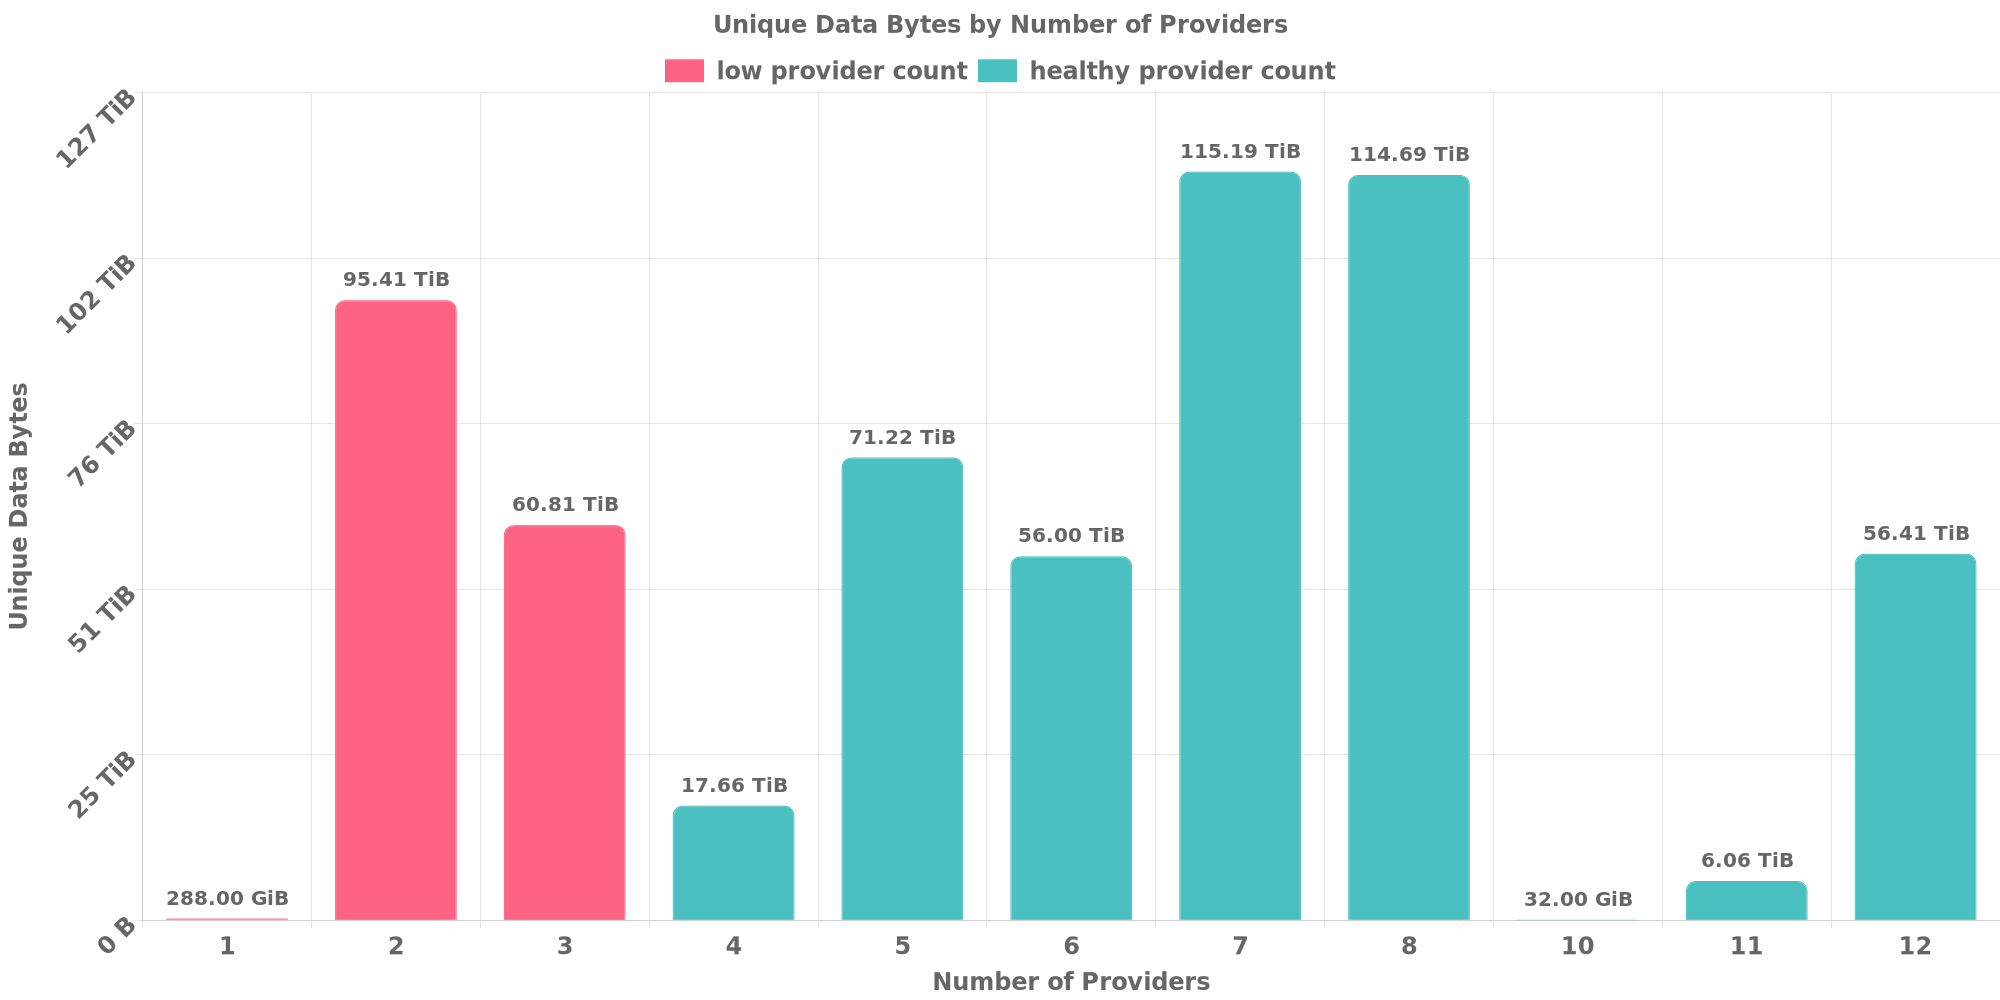 Unique Data Bytes by Number of Providers
low provider count healthy provider count
127 TiB
102 TiB
76 TiB
51 TiB
25 TiB
0 B
Unique Data Bytes
288.00 GiB
95.41 TiB
60.81 TiB
17.66 TiB
71.22 TiB
56.00 TiB
115.19 TiB
114.69 TiB
32.00 GiB
6.06 TiB
56.41 TiB
1 2 3 4 5 6 7 8 10 11 12
Number of Providers